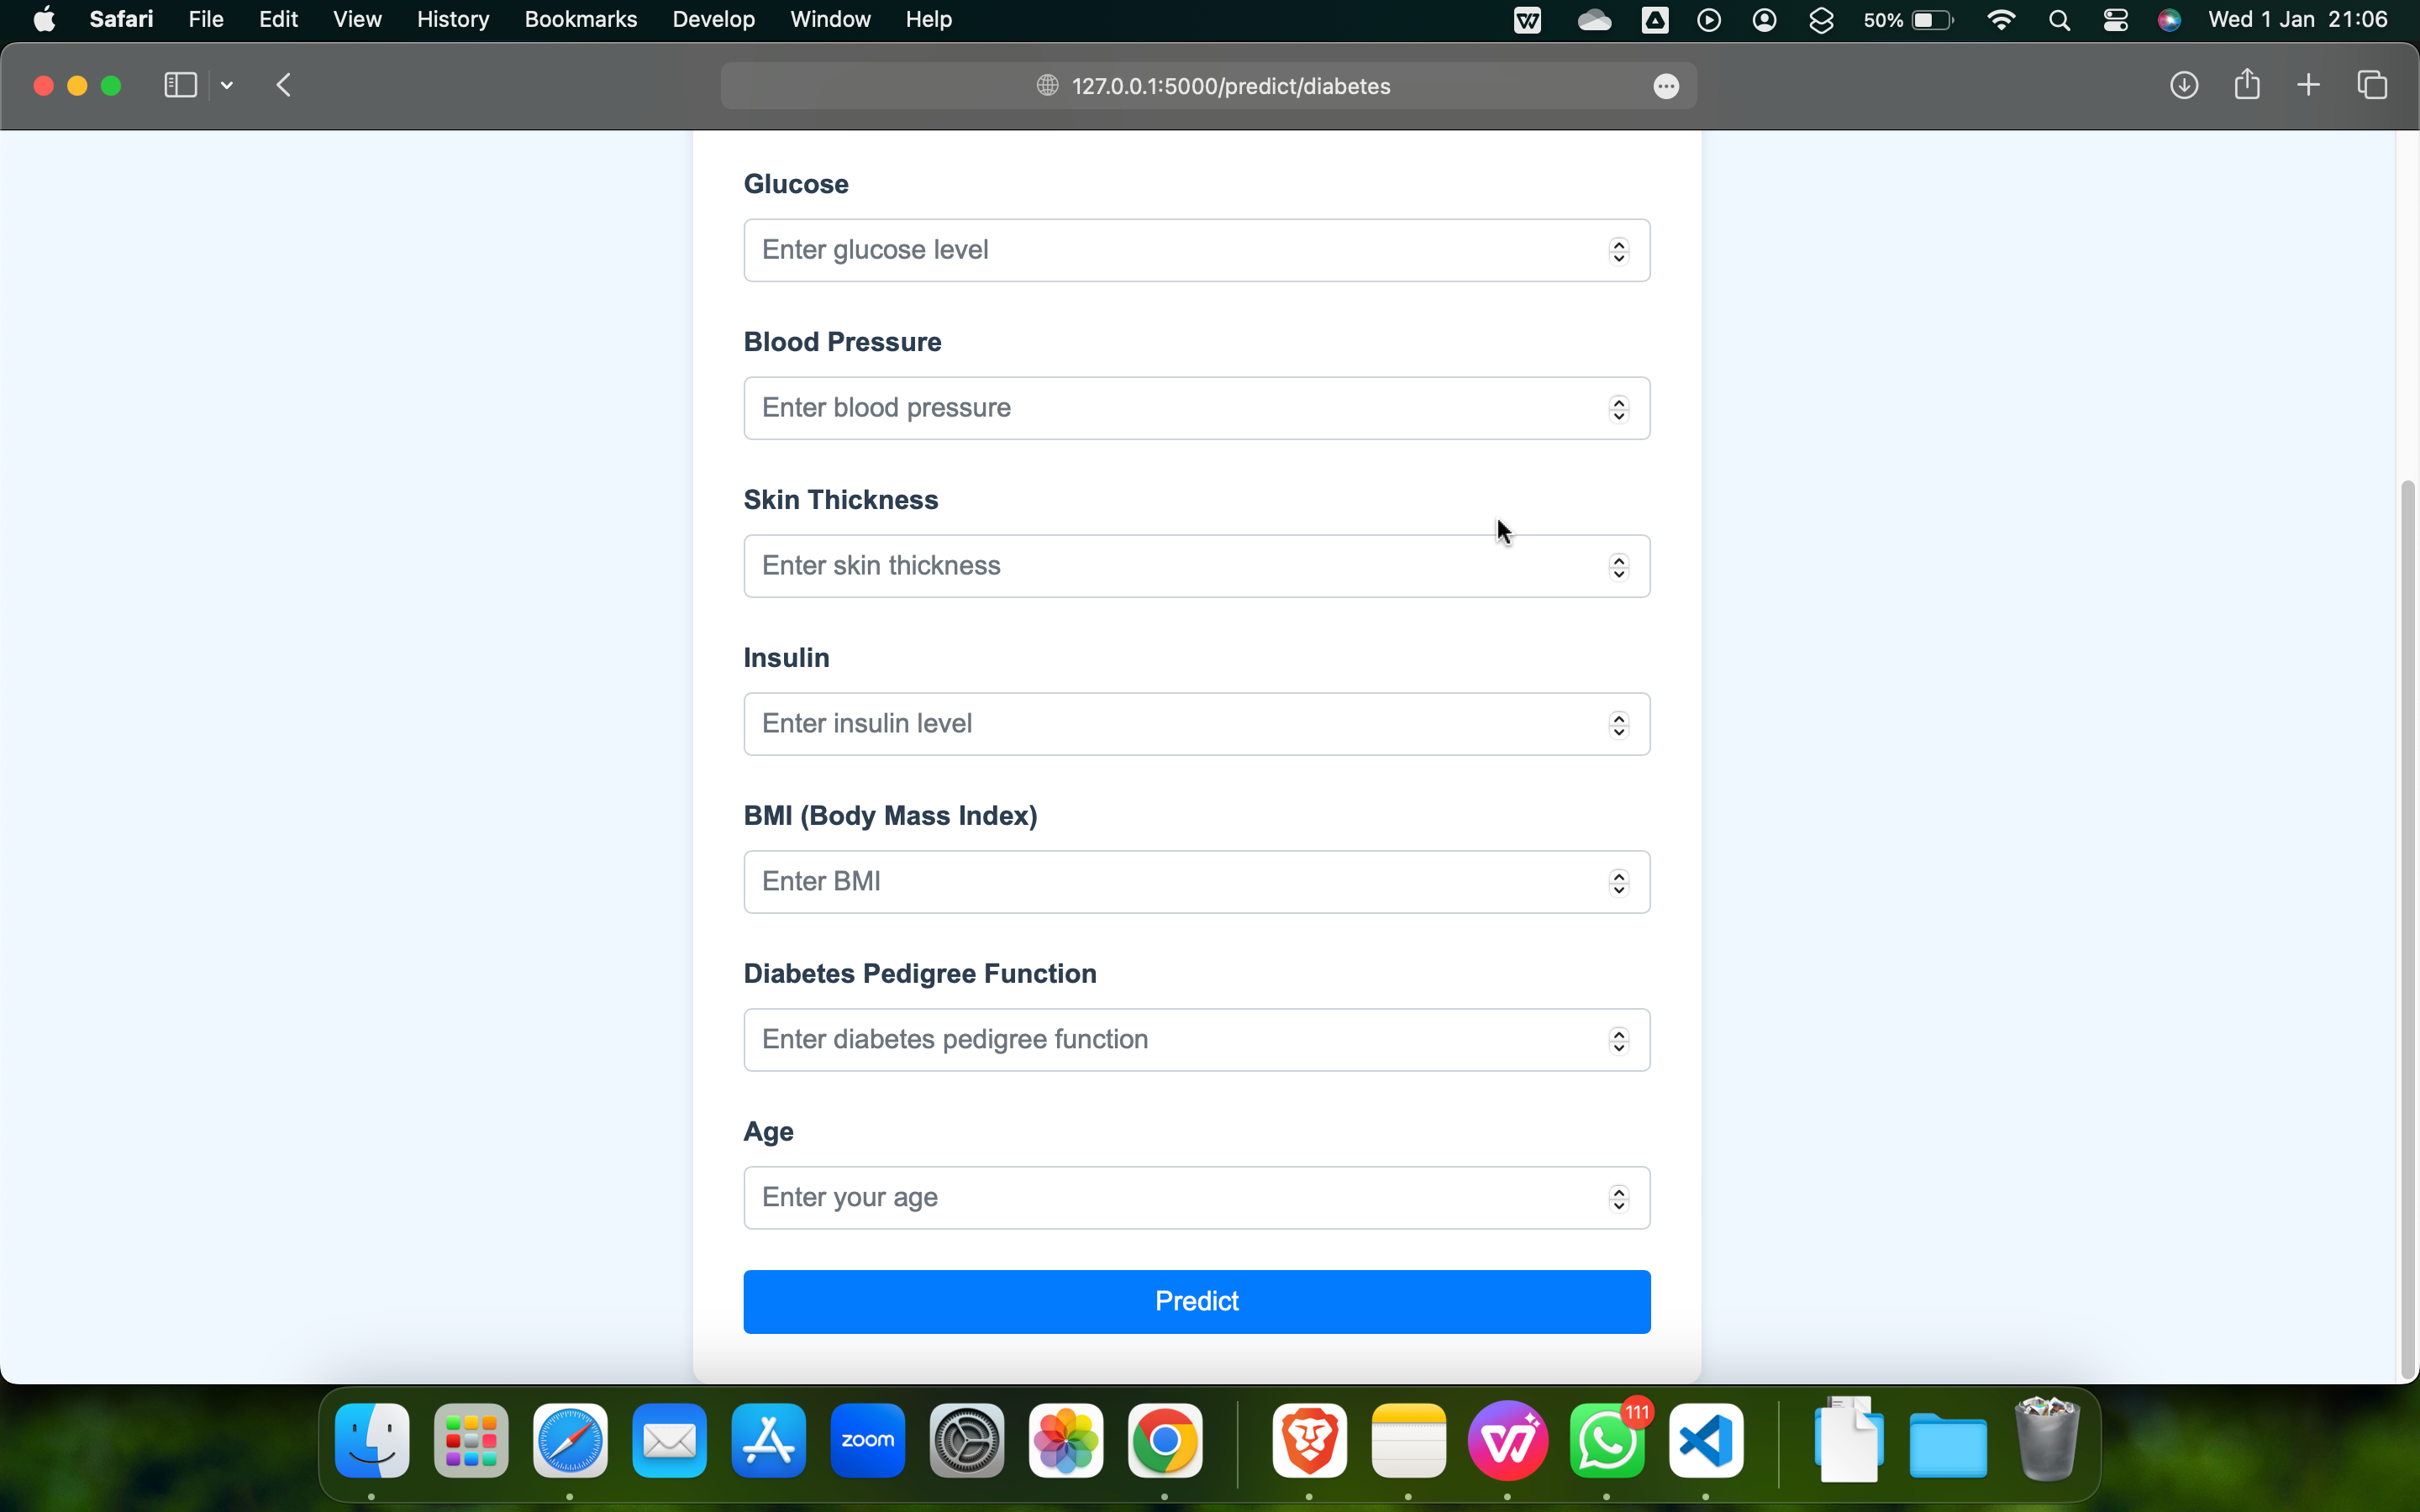 Safari File Edit View History Bookmarks Develop Window Help 50% Wed 1 Jan 21:06
127.0.0.1:5000/predict/diabetes
Glucose
Enter glucose level
Blood Pressure
Enter blood pressure
Skin Thickness
Enter skin thickness
Insulin
Enter insulin level
BMI (Body Mass Index)
Enter BMI
Diabetes Pedigree Function
Enter diabetes pedigree function
Age
Enter your age
Predict
zoom
111